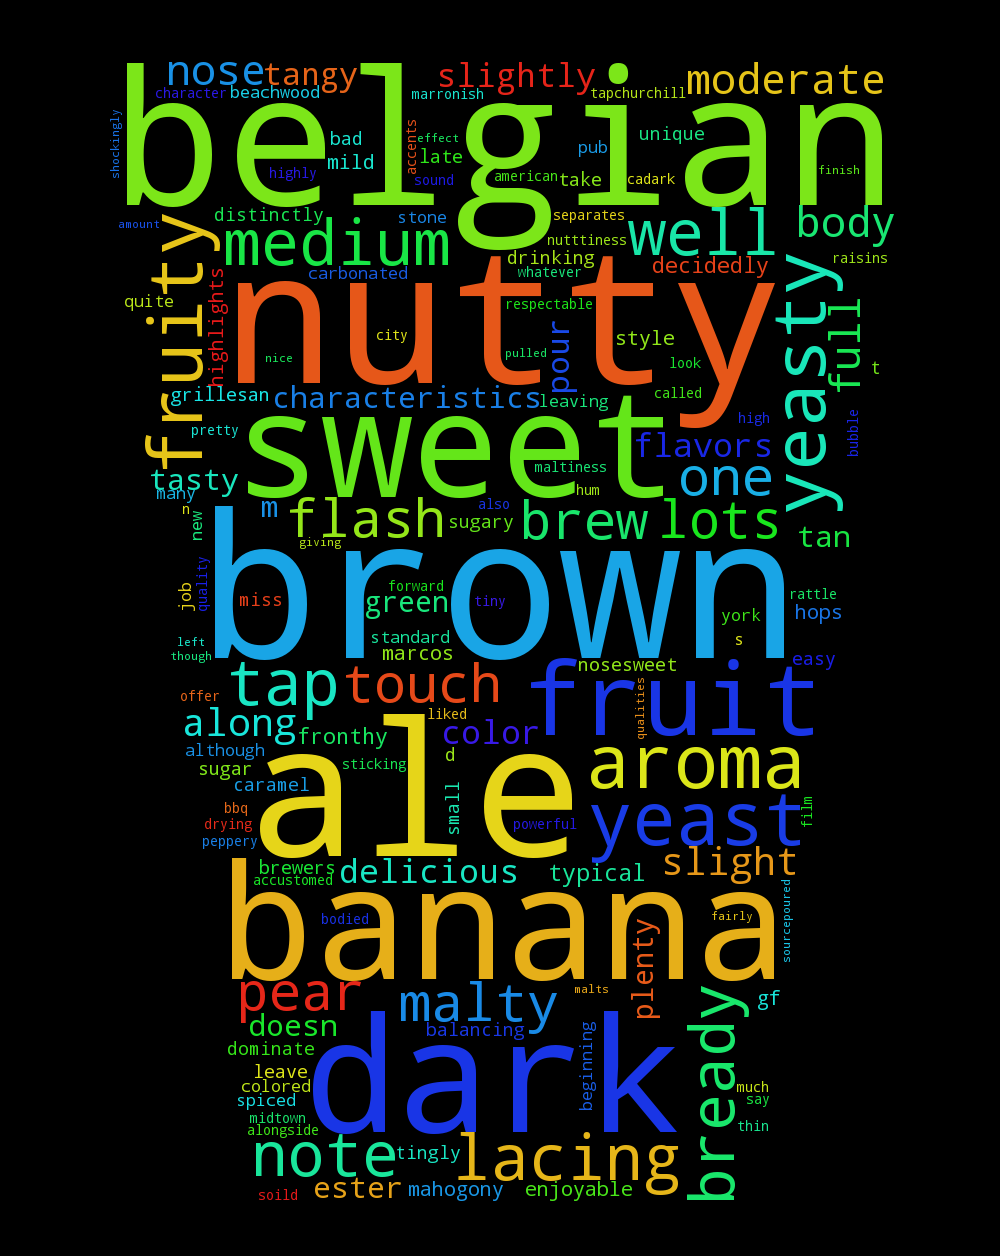 nose tangy slightly moderate
character beachwood marronish tapchurchill
belgian
shockingly bad accents effect unique
mild late pub
highly sound american take cadark finish
amount distinctly stone separates well body
medium nutttiness drinking decidedly raisins
fruity carbonated whatever yeasty
quite highlights respectable full
nutty
city pour style
nice pulled look t
grillesan characteristics leaving called
pretty sweet high bubble
flavors
tasty maltiness one
many hum
n m flash also brew lots
new sugary tan
giving
brown
job quality forward rattle
miss green tiny york hops
standard s
left marcos
though nosesweet easy
tap touch fruit
offer liked qualities
along fronthy color
although d aroma
sugar sticking
caramel ale small yeast film
bbq
drying powerful
peppery
brewers delicious typical slight
accustomed
banana
bodied fairly sourcepoured
plenty
pear malty malts gf
doesn balancing bready
dominate dark beginning
leave
colored much
spiced say
midtown
alongside thin
note tingly lacing
soild ester mahogony enjoyable